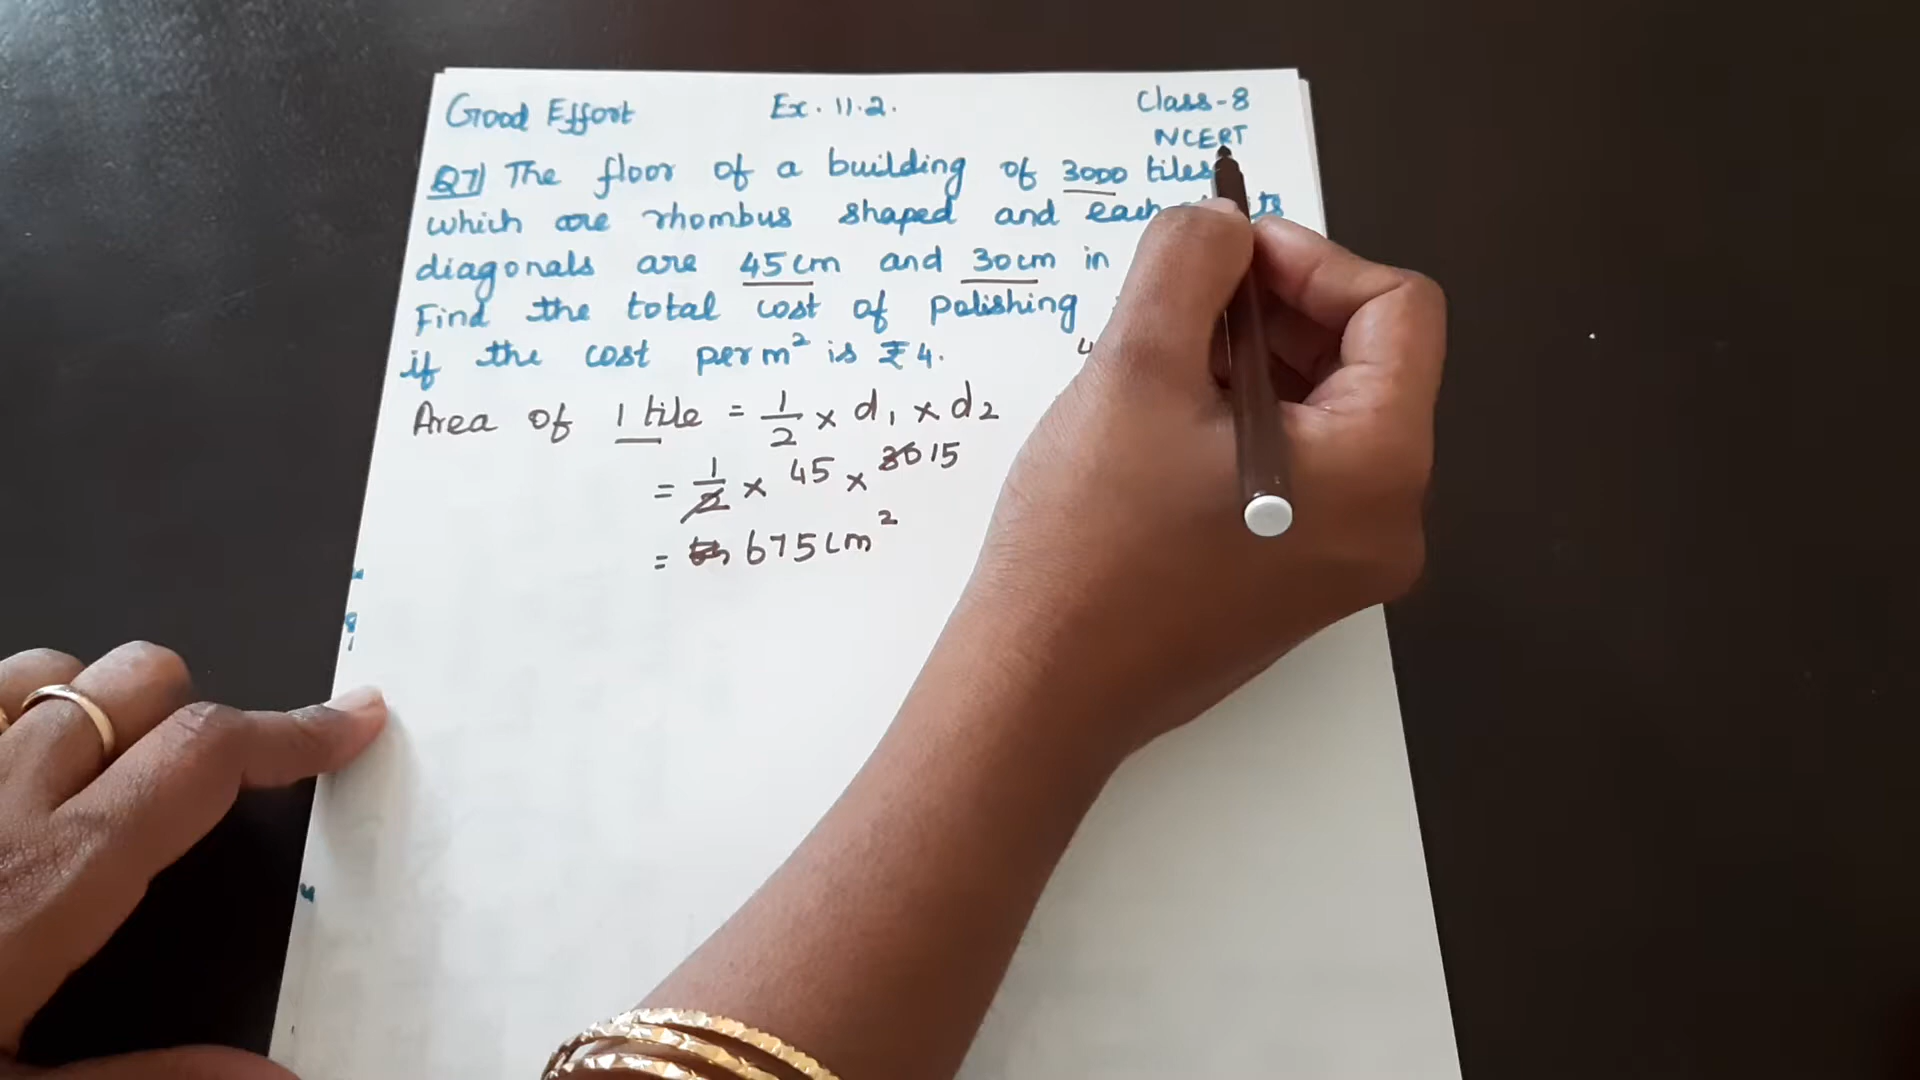 Good Effort Ex. 11.2. Class-8
NCERT
Q7) The floor of a building of 3000 tiles
which are rhombus shaped and each its
diagonals are 45cm and 30cm in
Find the total cost of polishing
if the cost per m² is ₹4.
Area of 1 tile = 1/2 × d₁ × d₂
= 1/2 × 45 × 30 15
= 675cm²